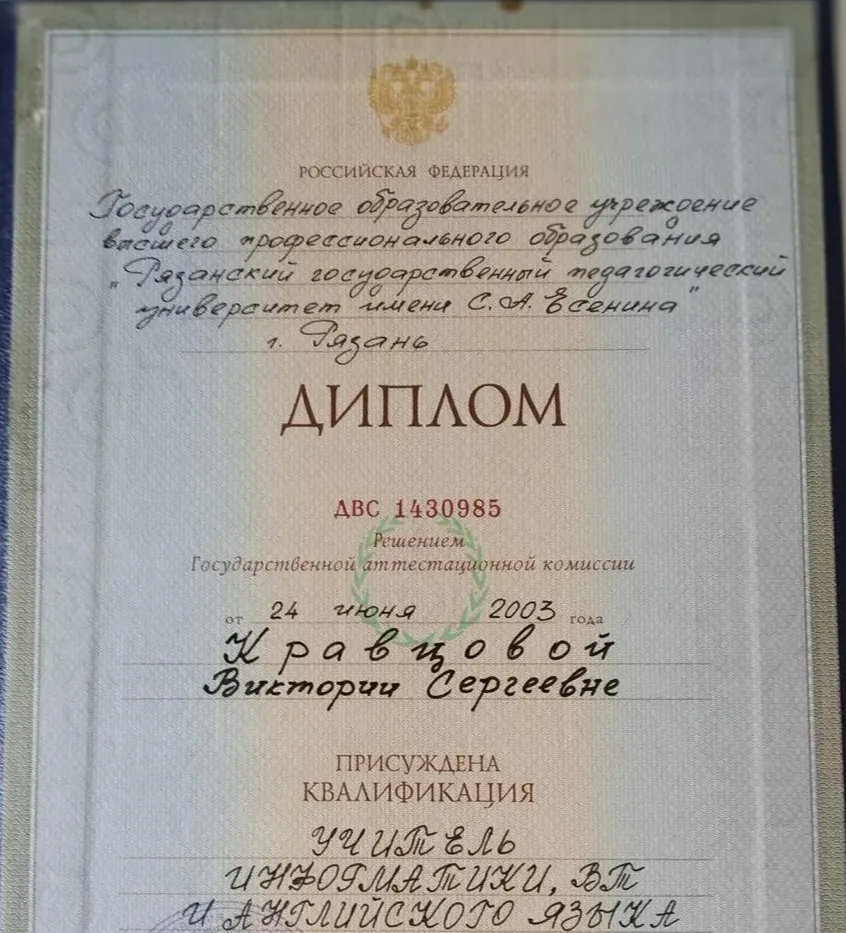 РОССИЙСКАЯ ФЕДЕРАЦИЯ
Государственное образовательное учреждение
высшего профессионального образования
"Рязанский государственный педагогический
университет имени С.А. Есенина"
г. Рязань
ДИПЛОМ
ДВС 1430985
Решением
Государственной аттестационной комиссии
от 24 июня 2003 года
Кравцовой
Виктории Сергеевне
ПРИСУЖДЕНА
КВАЛИФИКАЦИЯ
УЧИТЕЛЬ
ИНФОРМАТИКИ, ВТ
И АНГЛИЙСКОГО ЯЗЫКА